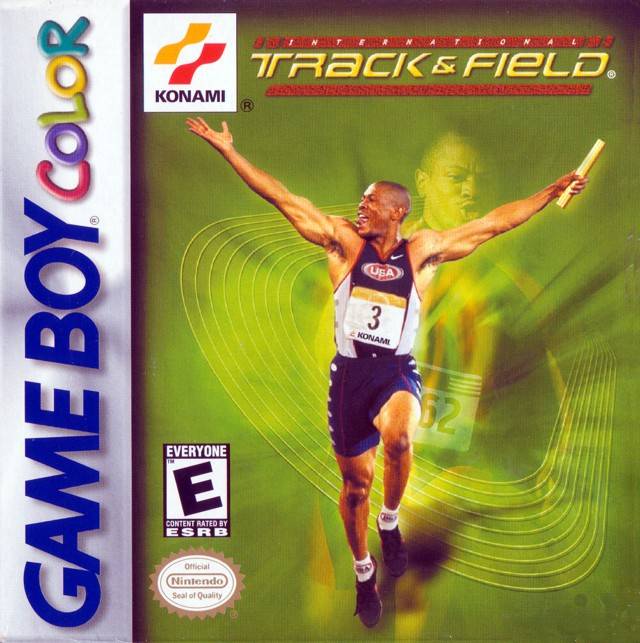 GAME BOY COLOR
®
KONAMI
®
INTERNATIONAL
TRACK & FIELD®
USA
3
KONAMI
62
EVERYONE
™
E
CONTENT RATED BY
ESRB
Official
Nintendo
Seal of Quality
®